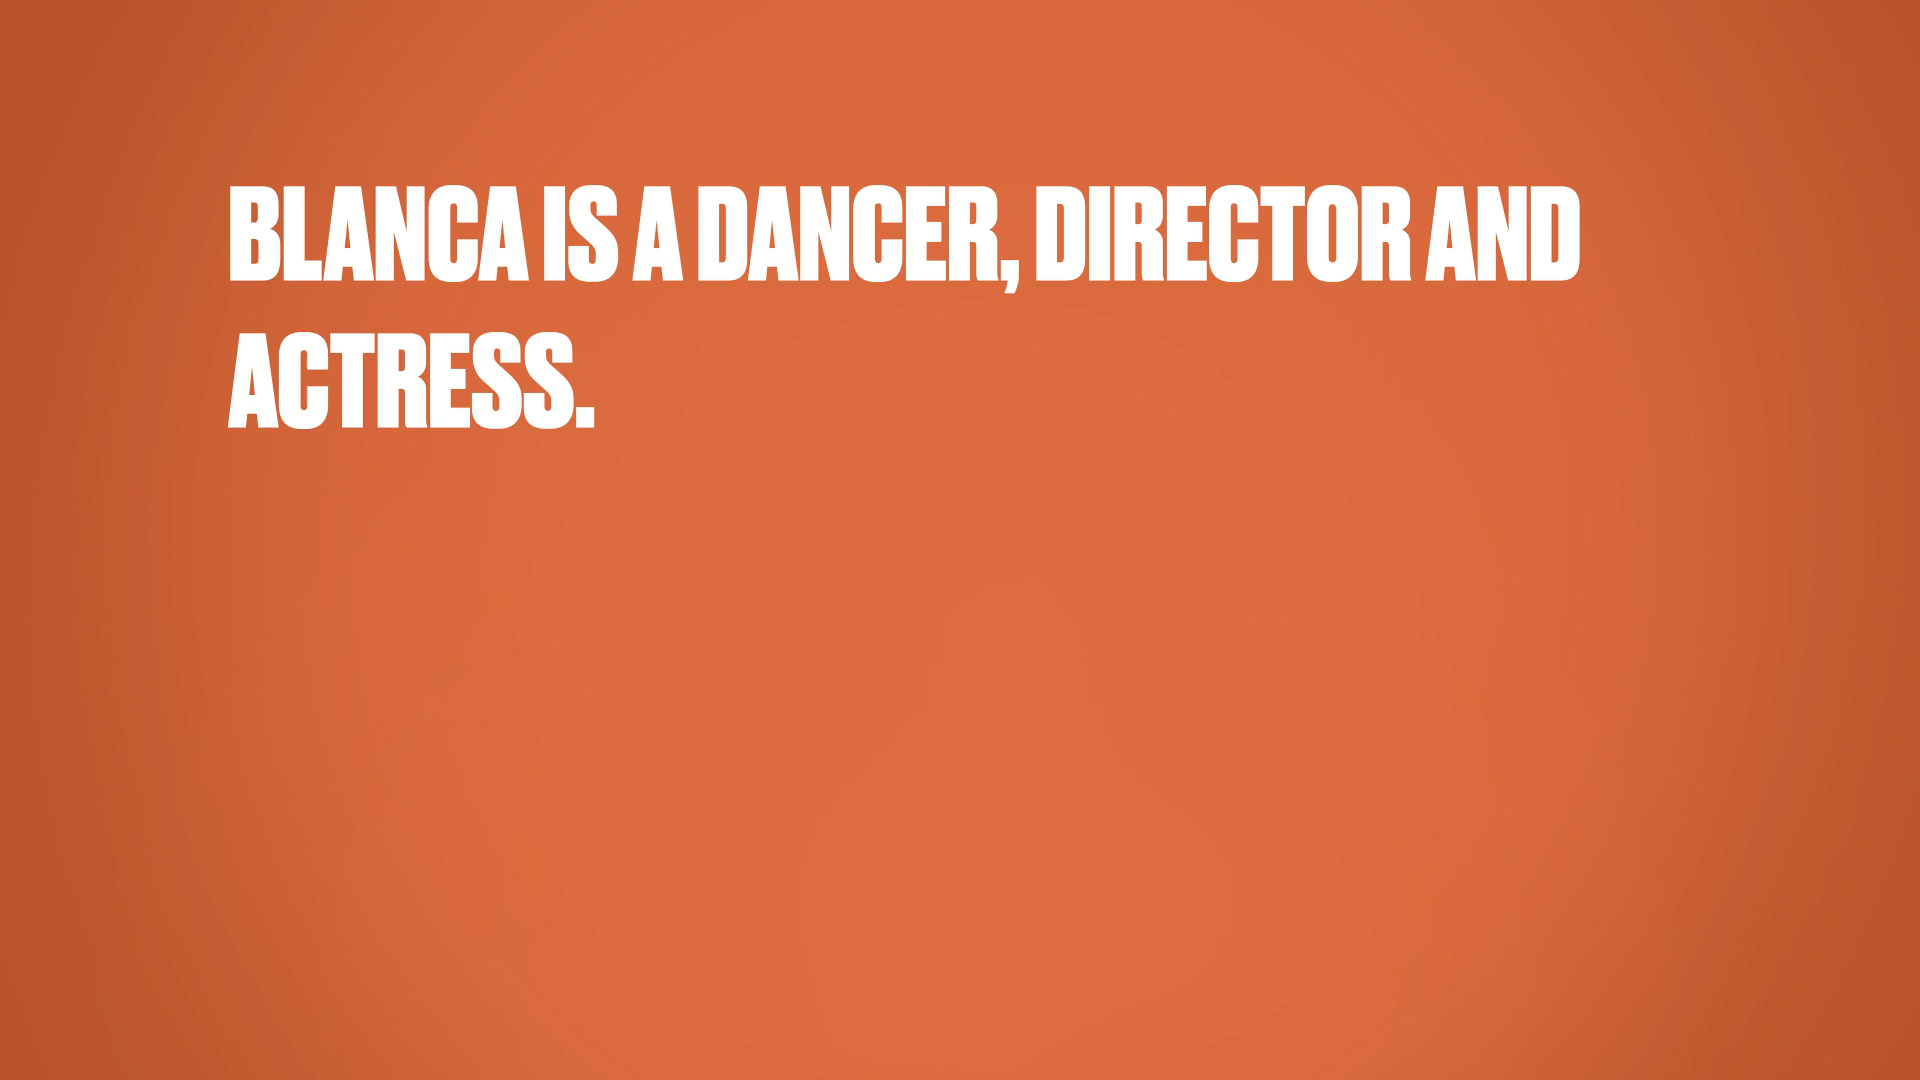 BLANCA IS A DANCER, DIRECTOR AND
ACTRESS.